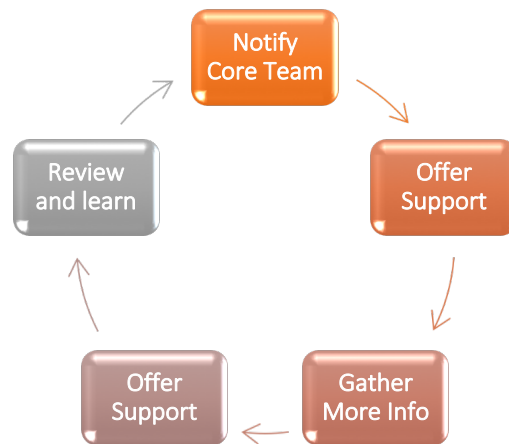 Notify
Core Team
Offer
Support
Gather
More Info
Offer
Support
Review
and learn